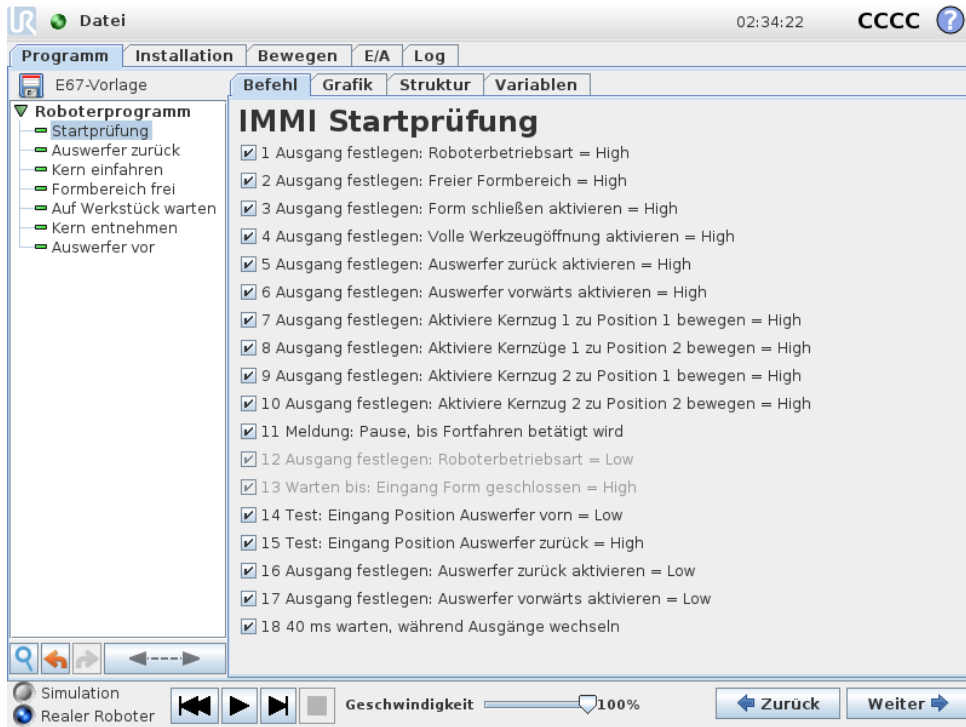 UR Datei 02:34:22 CCCC ?
Programm Installation Bewegen E/A Log
E67-Vorlage Befehl Grafik Struktur Variablen
Roboterprogramm
Startprüfung
Auswerfer zurück
Kern einfahren
Formbereich frei
Auf Werkstück warten
Kern entnehmen
Auswerfer vor
IMMI Startprüfung
1 Ausgang festlegen: Roboterbetriebsart = High
2 Ausgang festlegen: Freier Formbereich = High
3 Ausgang festlegen: Form schließen aktivieren = High
4 Ausgang festlegen: Volle Werkzeugöffnung aktivieren = High
5 Ausgang festlegen: Auswerfer zurück aktivieren = High
6 Ausgang festlegen: Auswerfer vorwärts aktivieren = High
7 Ausgang festlegen: Aktiviere Kernzug 1 zu Position 1 bewegen = High
8 Ausgang festlegen: Aktiviere Kernzüge 1 zu Position 2 bewegen = High
9 Ausgang festlegen: Aktiviere Kernzug 2 zu Position 1 bewegen = High
10 Ausgang festlegen: Aktiviere Kernzug 2 zu Position 2 bewegen = High
11 Meldung: Pause, bis Fortfahren betätigt wird
12 Ausgang festlegen: Roboterbetriebsart = Low
13 Warten bis: Eingang Form geschlossen = High
14 Test: Eingang Position Auswerfer vorn = Low
15 Test: Eingang Position Auswerfer zurück = High
16 Ausgang festlegen: Auswerfer zurück aktivieren = Low
17 Ausgang festlegen: Auswerfer vorwärts aktivieren = Low
18 40 ms warten, während Ausgänge wechseln
Simulation
Realer Roboter
Geschwindigkeit 100% Zurück Weiter